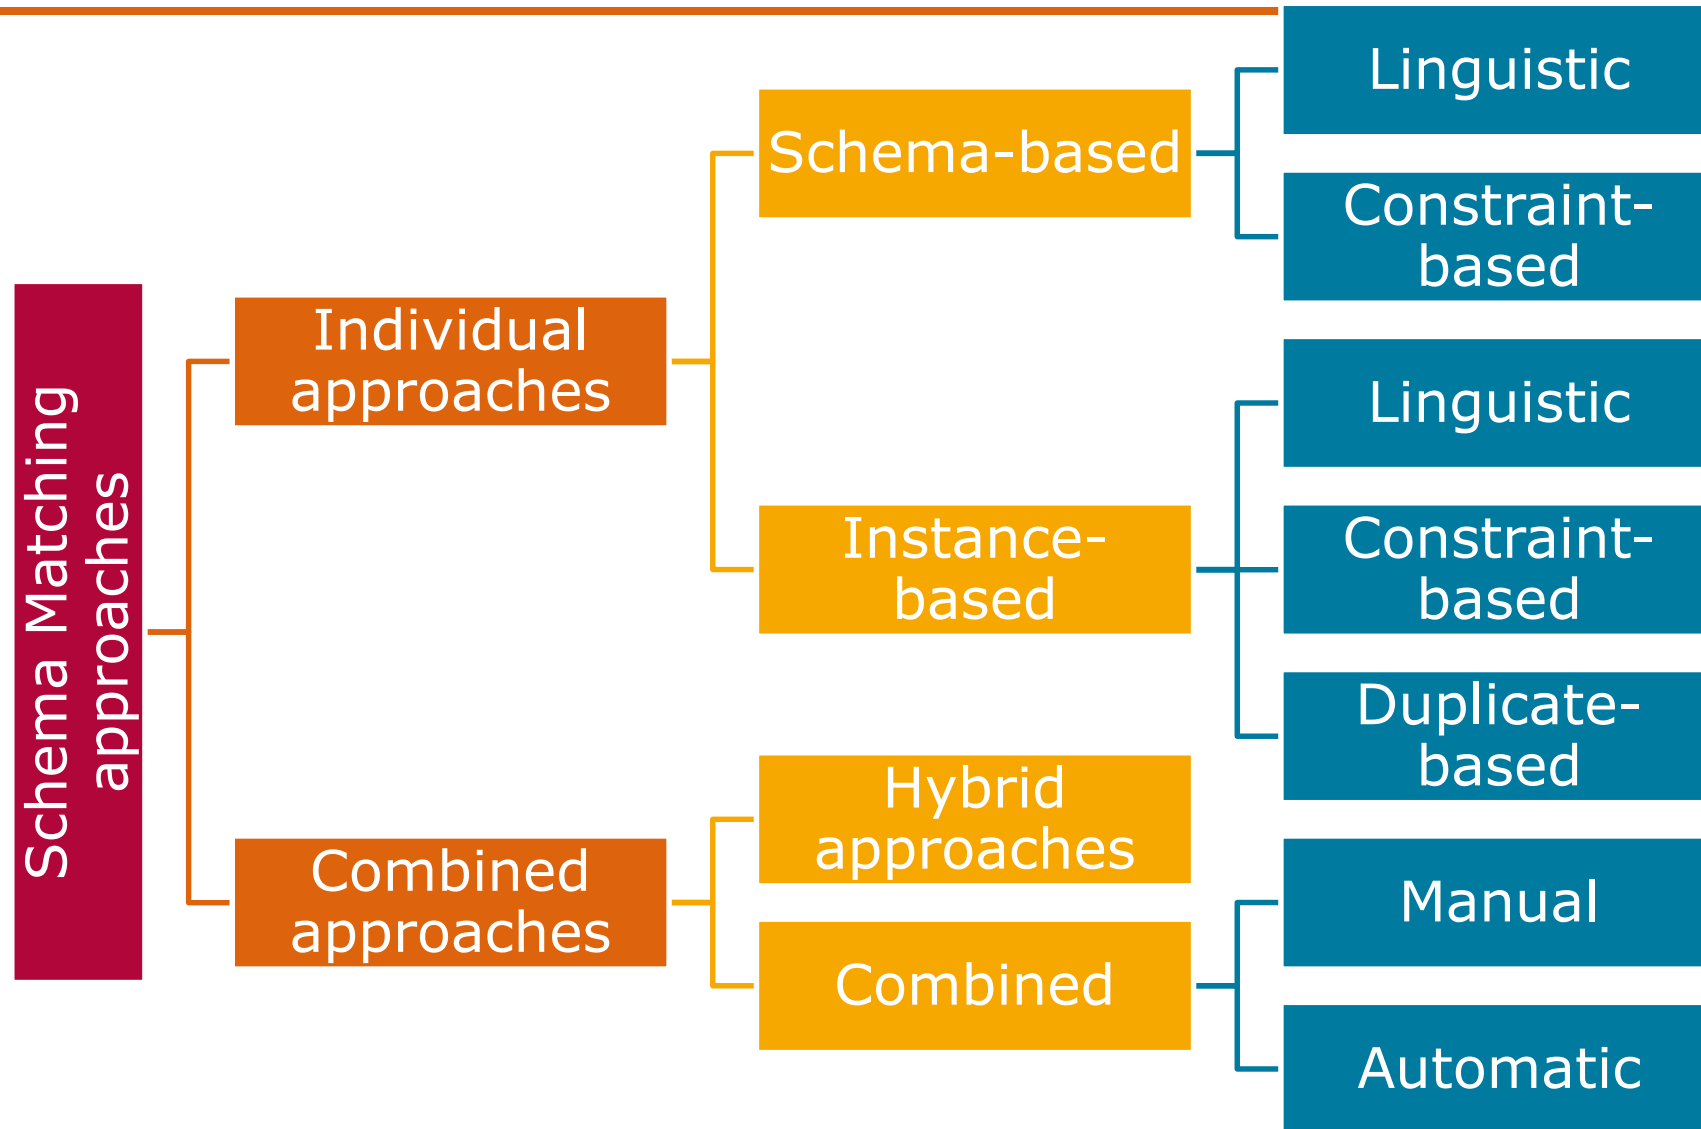 Schema Matching
approaches
Individual
approaches
Schema-based
Linguistic
Constraint-
based
Instance-
based
Linguistic
Constraint-
based
Duplicate-
based
Combined
approaches
Hybrid
approaches
Combined
Manual
Automatic